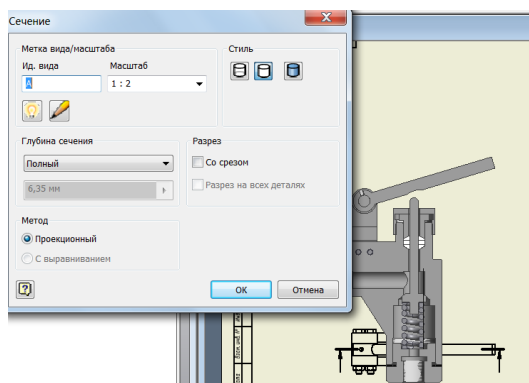 Сечение
Метка вида/масштаба
Стиль
Ид. вида
Масштаб
A
1 : 2
Глубина сечения
Разрез
Полный
Со срезом
6,35 мм
Разрез на всех деталях
Метод
Проекционный
С выравниванием
?
ОК
Отмена